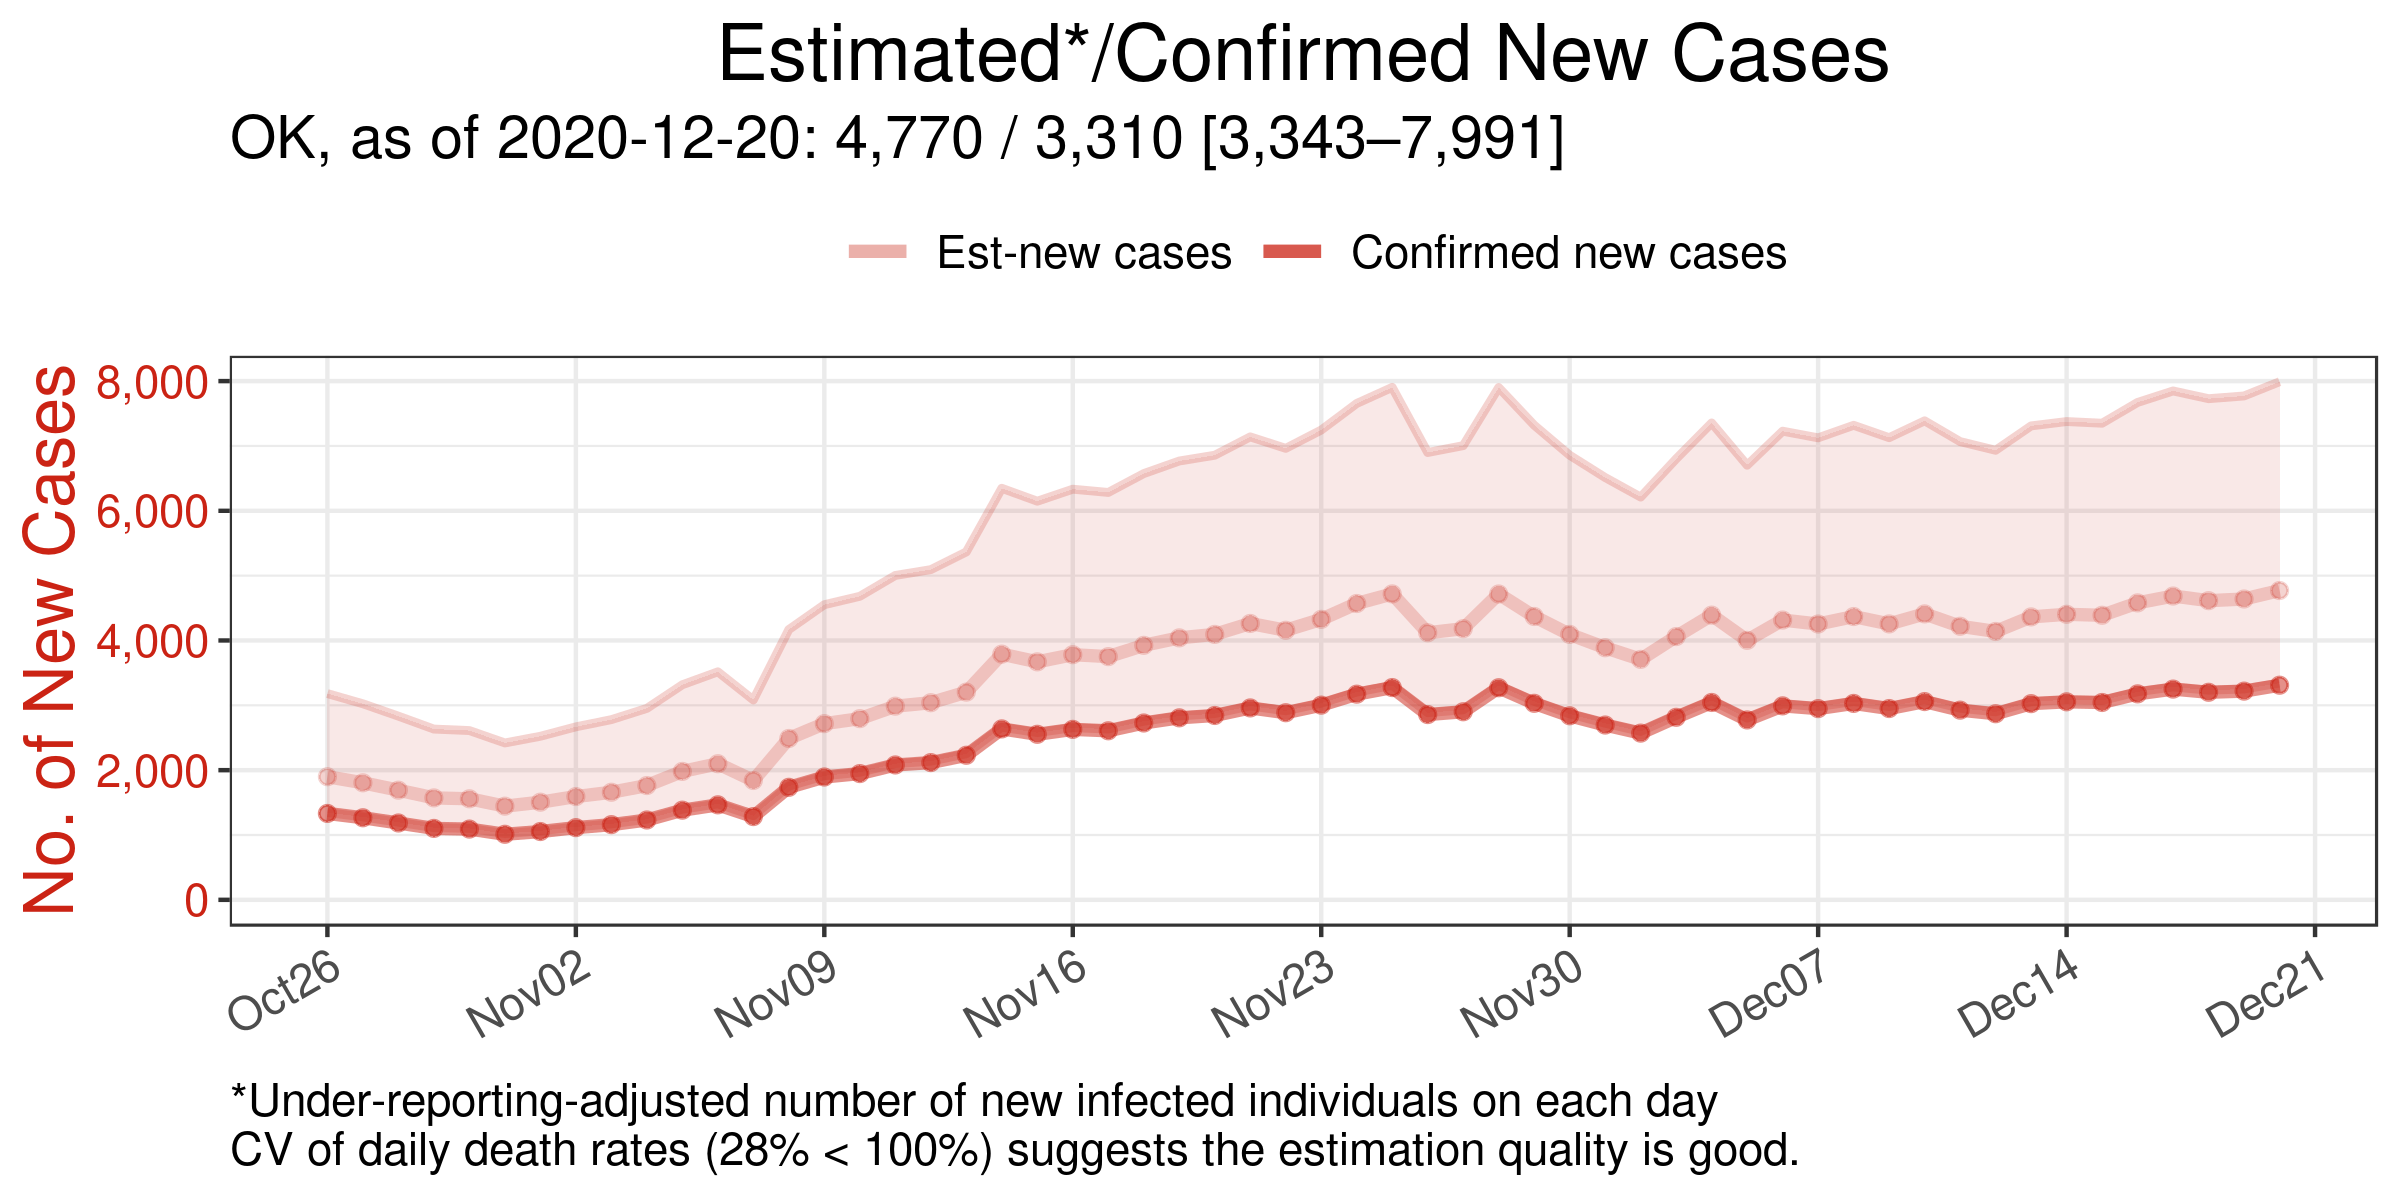 Estimated*/Confirmed New Cases
OK, as of 2020-12-20: 4,770 / 3,310 [3,343–7,991]
Est-new cases
Confirmed new cases
No. of New Cases
8,000
6,000
4,000
2,000
0
Oct26
Nov02
Nov09
Nov16
Nov23
Nov30
Dec07
Dec14
Dec21
*Under-reporting-adjusted number of new infected individuals on each day
CV of daily death rates (28% < 100%) suggests the estimation quality is good.